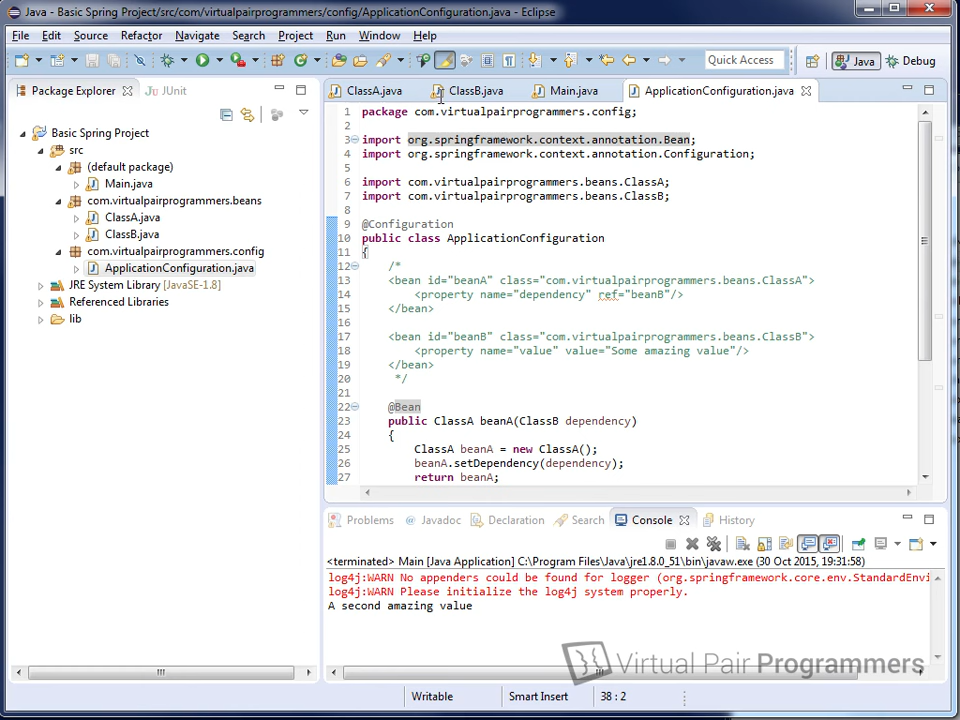 Java - Basic Spring Project/src/com/virtualpairprogrammers/config/ApplicationConfiguration.java - Eclipse
File Edit Source Refactor Navigate Search Project Run Window Help
Quick Access Java Debug
Package Explorer JUnit
Basic Spring Project
src
(default package)
Main.java
com.virtualpairprogrammers.beans
ClassA.java
ClassB.java
com.virtualpairprogrammers.config
ApplicationConfiguration.java
JRE System Library [JavaSE-1.8]
Referenced Libraries
lib
ClassA.java ClassB.java Main.java ApplicationConfiguration.java
1 package com.virtualpairprogrammers.config;
2
3 import org.springframework.context.annotation.Bean;
4 import org.springframework.context.annotation.Configuration;
5
6 import com.virtualpairprogrammers.beans.ClassA;
7 import com.virtualpairprogrammers.beans.ClassB;
8
9 @Configuration
10 public class ApplicationConfiguration
11 {
12 /*
13 <bean id="beanA" class="com.virtualpairprogrammers.beans.ClassA">
14 <property name="dependency" ref="beanB"/>
15 </bean>
16
17 <bean id="beanB" class="com.virtualpairprogrammers.beans.ClassB">
18 <property name="value" value="Some amazing value"/>
19 </bean>
20 */
21
22 @Bean
23 public ClassA beanA(ClassB dependency)
24 {
25 ClassA beanA = new ClassA();
26 beanA.setDependency(dependency);
27 return beanA;
Problems Javadoc Declaration Search Console History
<terminated> Main [Java Application] C:\Program Files\Java\jre1.8.0_51\bin\javaw.exe (30 Oct 2015, 19:31:58)
log4j:WARN No appenders could be found for logger (org.springframework.core.env.StandardEnvi
log4j:WARN Please initialize the log4j system properly.
A second amazing value
Virtual Pair Programmers
Writable Smart Insert 38 : 2